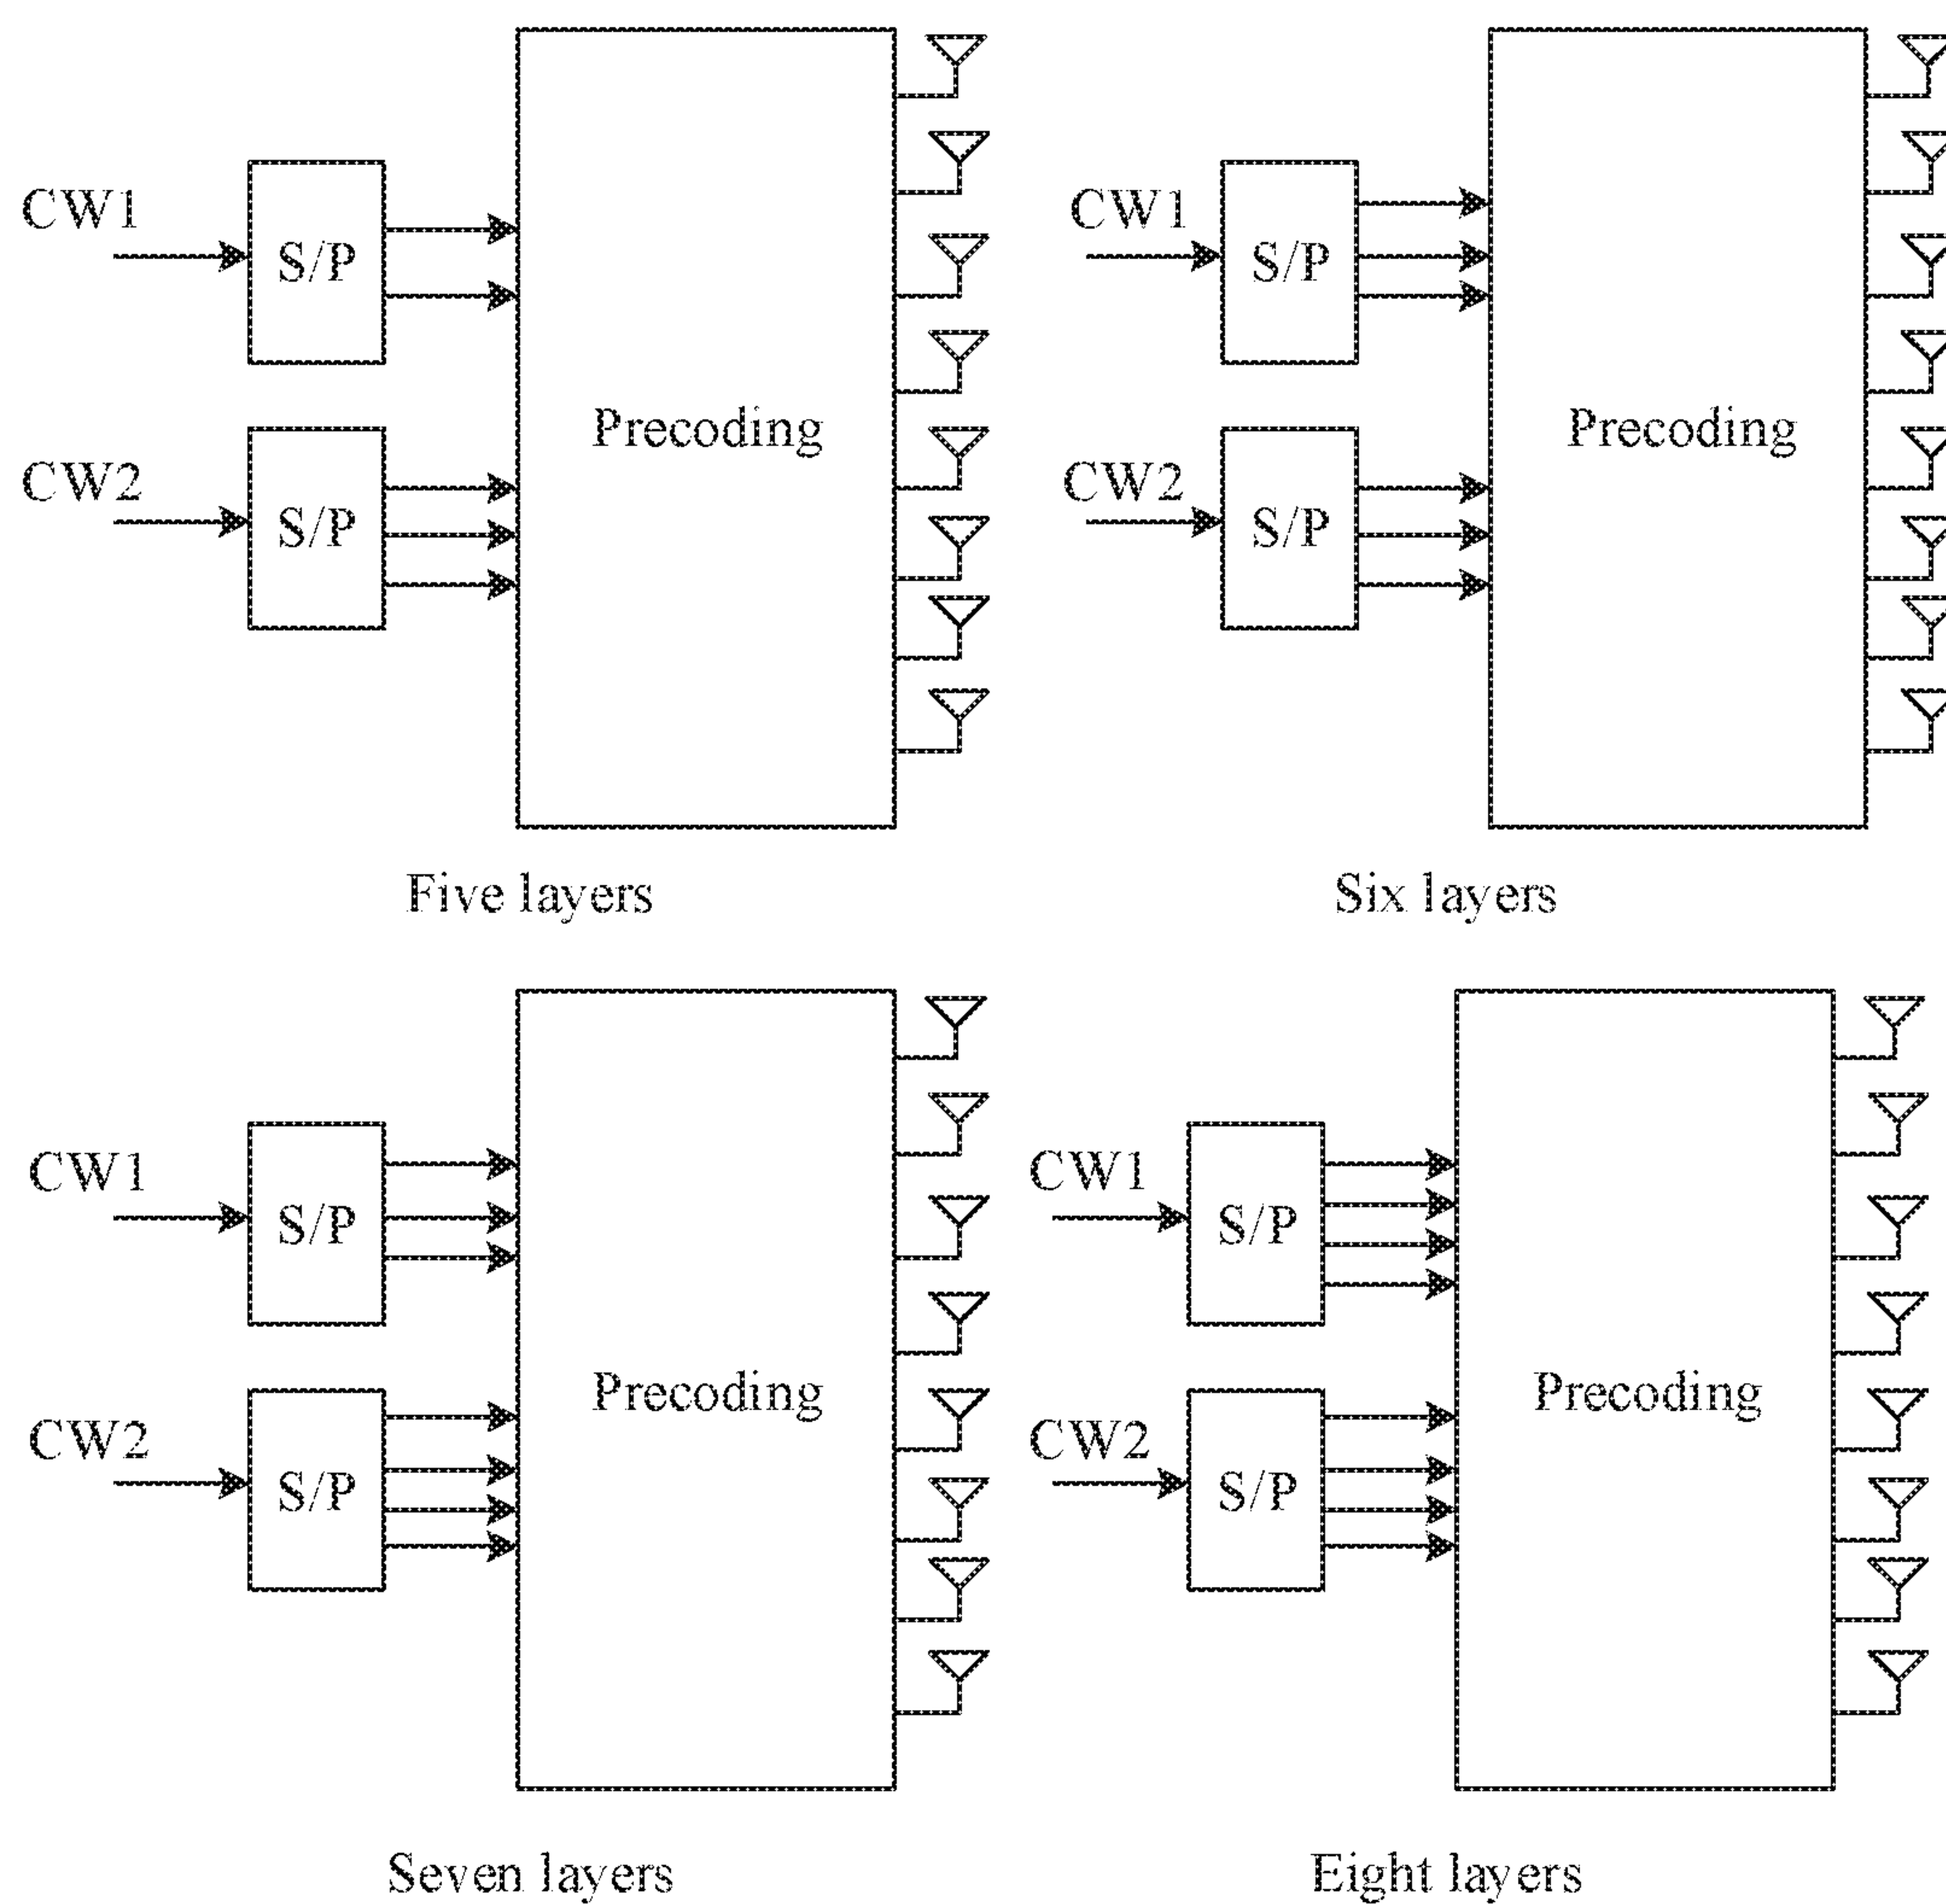 CW1
S/P
CW2
S/P
Precoding
Five layers
CW1
S/P
CW2
S/P
Precoding
Six layers
CW1
S/P
CW2
S/P
Precoding
Seven layers
CW1
S/P
CW2
S/P
Precoding
Eight layers